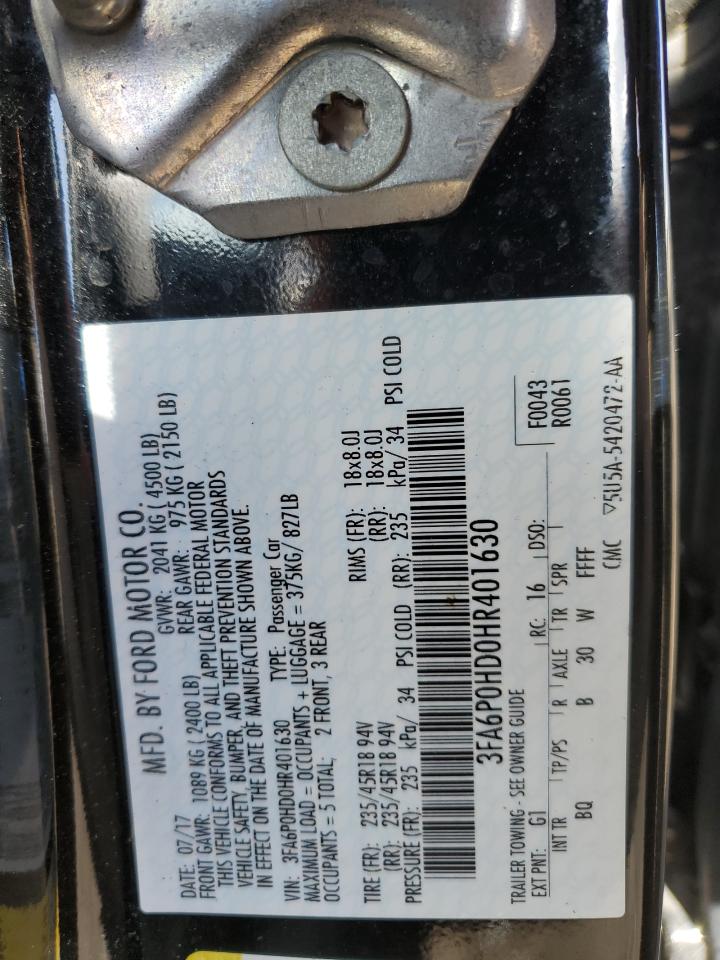 MFD. BY FORD MOTOR CO.
DATE: 07/17 GVWR: 2041 KG ( 4500 LB)
FRONT GAWR: 1089 KG ( 2400 LB) REAR GAWR: 975 KG ( 2150 LB)
THIS VEHICLE CONFORMS TO ALL APPLICABLE FEDERAL MOTOR
VEHICLE SAFETY, BUMPER, AND THEFT PREVENTION STANDARDS
IN EFFECT ON THE DATE OF MANUFACTURE SHOWN ABOVE.
VIN: 3FA6P0HD0HR401630 TYPE: Passenger Car
MAXIMUM LOAD = OCCUPANTS + LUGGAGE = 375KG/ 827LB
OCCUPANTS = 5 TOTAL; 2 FRONT, 3 REAR
TIRE (FR): 235/45R18 94V RIMS (FR): 18x8.0J
(RR): 235/45R18 94V (RR): 18x8.0J
PRESSURE (FR): 235 kPa/ 34 PSI COLD (RR): 235 kPa/ 34 PSI COLD
3FA6P0HD0HR401630
TRAILER TOWING - SEE OWNER GUIDE F0043
EXT PNT: G1 RC: 16 DSO: R0061
INT TR TP/PS R AXLE TR SPR
BQ B 30 W FFFF
CMC ▽5U5A-5420472-AA